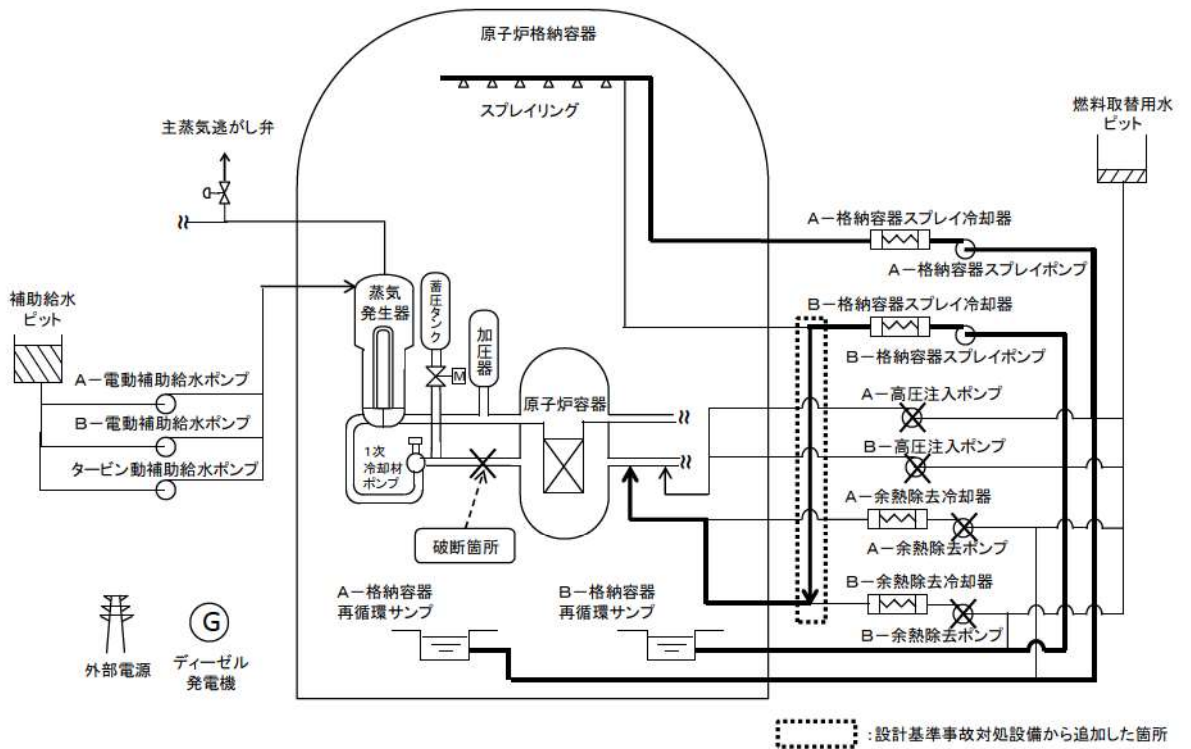 原子炉格納容器
スプレイリング
燃料取替用水
ピット
主蒸気逃がし弁
A-格納容器スプレイ冷却器
A-格納容器スプレイポンプ
補助給水
ピット
蒸気
発生器
蓄圧タンク
加圧器
M
B-格納容器スプレイ冷却器
B-格納容器スプレイポンプ
A-電動補助給水ポンプ
B-電動補助給水ポンプ
タービン動補助給水ポンプ
原子炉容器
1次
冷却材
ポンプ
A-高圧注入ポンプ
B-高圧注入ポンプ
A-余熱除去冷却器
A-余熱除去ポンプ
破断箇所
B-余熱除去冷却器
B-余熱除去ポンプ
A-格納容器
再循環サンプ
B-格納容器
再循環サンプ
外部電源
G
ディーゼル
発電機
:設計基準事故対処設備から追加した箇所